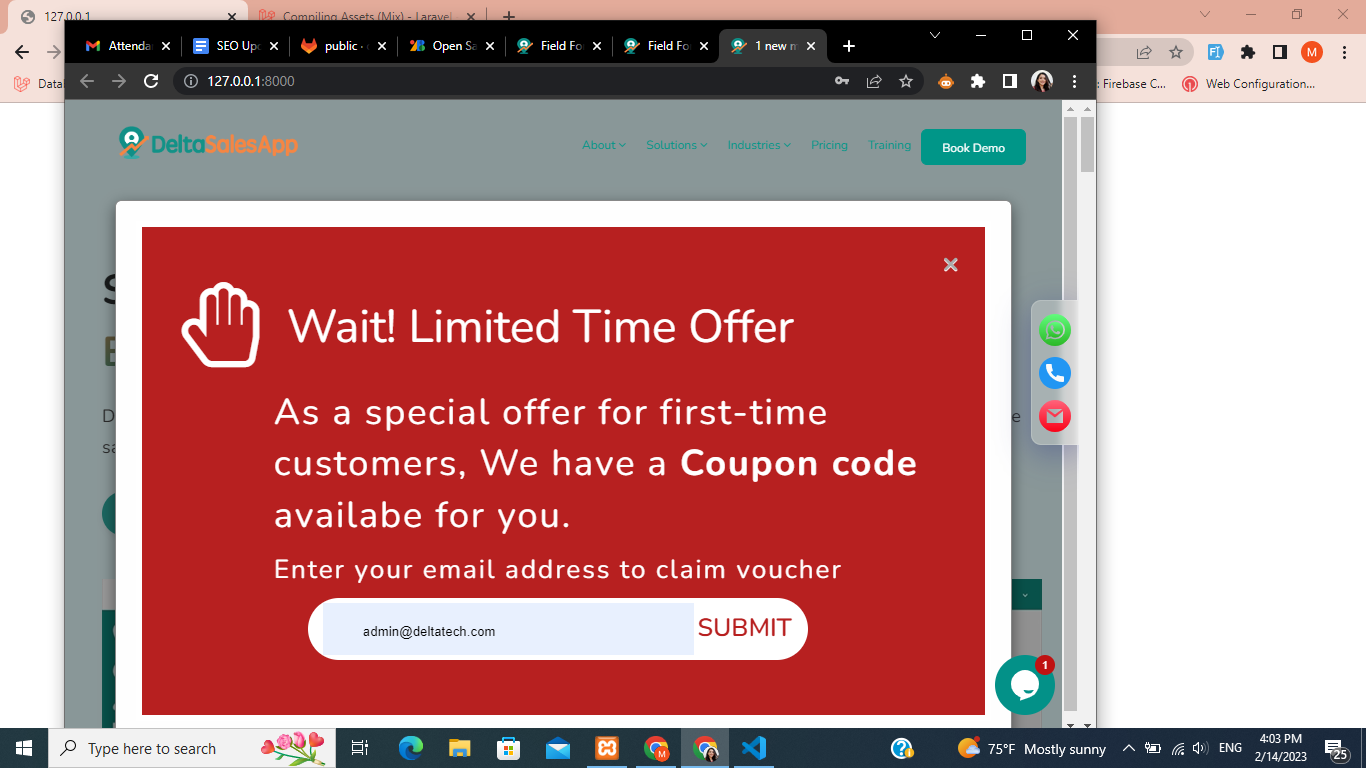 127.0.0.1
Compiling Assets (Mix) - Laravel
Attenda
SEO Upd
public ·
Open Sa
Field Fo
Field Fo
1 new m
127.0.0.1:8000
Firebase C...
Web Configuration...
M
DeltaSalesApp
About
Solutions
Industries
Pricing
Training
Book Demo
Wait! Limited Time Offer
As a special offer for first-time
customers, We have a Coupon code
availabe for you.
Enter your email address to claim voucher
admin@deltatech.com
SUBMIT
1
Type here to search
75°F Mostly sunny
ENG
4:03 PM
2/14/2023
25